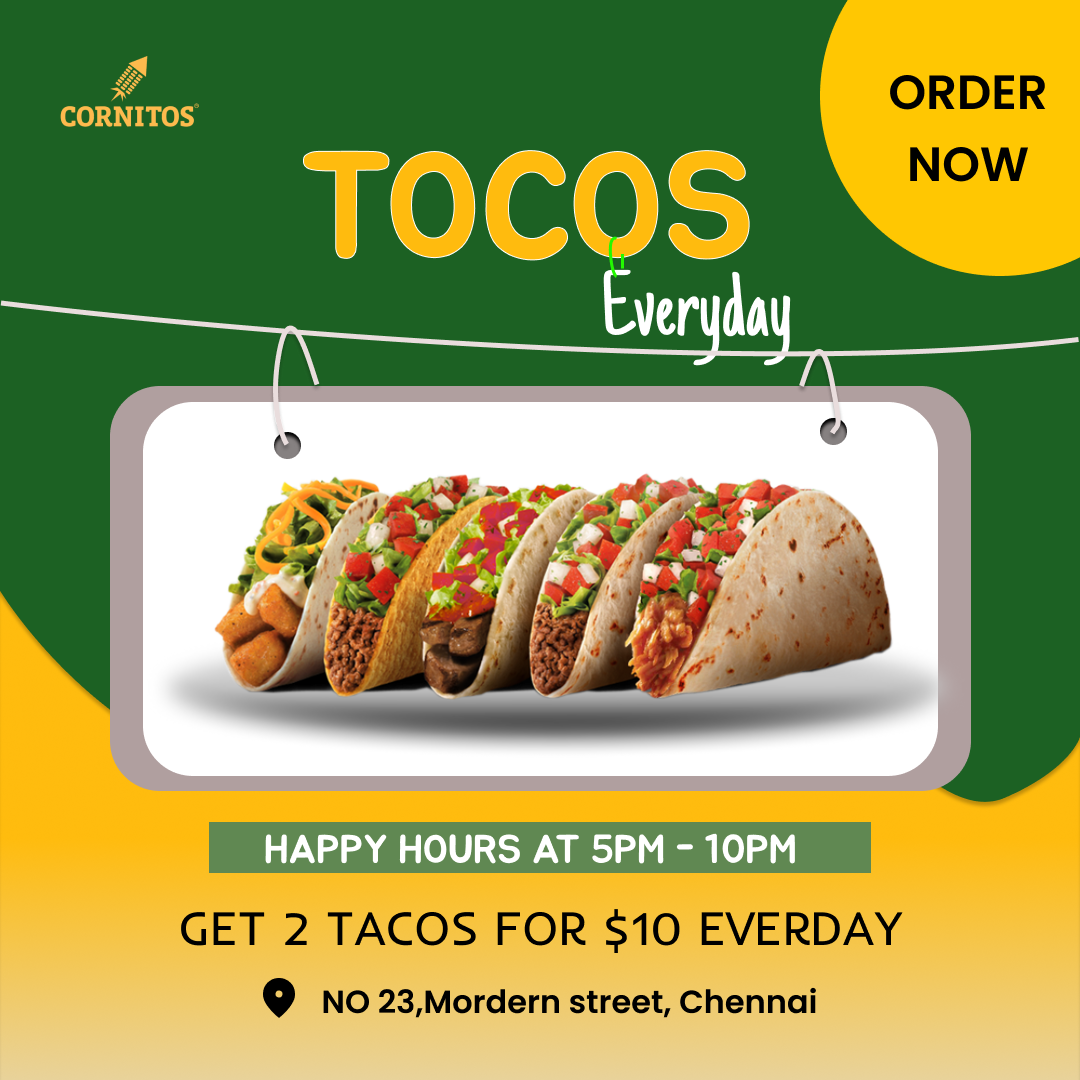 CORNITOS®
ORDER
NOW
TOCOS
Everyday
HAPPY HOURS AT 5PM - 10PM
GET 2 TACOS FOR $10 EVERDAY
NO 23,Mordern street, Chennai